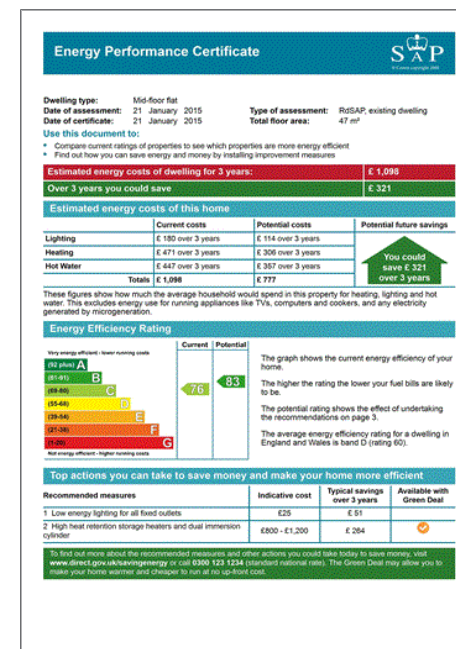 Energy Performance Certificate
SAP
© Crown copyright 2009
Dwelling type: Mid-floor flat
Date of assessment: 21 January 2015 Type of assessment: RdSAP, existing dwelling
Date of certificate: 21 January 2015 Total floor area: 47 m²
Use this document to:
• Compare current ratings of properties to see which properties are more energy efficient
• Find out how you can save energy and money by installing improvement measures
Estimated energy costs of dwelling for 3 years: £ 1,098
Over 3 years you could save £ 321
Estimated energy costs of this home
Current costs Potential costs Potential future savings
Lighting £ 180 over 3 years £ 114 over 3 years
Heating £ 471 over 3 years £ 306 over 3 years
Hot Water £ 447 over 3 years £ 357 over 3 years
Totals £ 1,098 £ 777
You could
save £ 321
over 3 years
These figures show how much the average household would spend in this property for heating, lighting and hot
water. This excludes energy use for running appliances like TVs, computers and cookers, and any electricity
generated by microgeneration.
Energy Efficiency Rating
Current Potential
Very energy efficient - lower running costs
(92 plus) A
(81-91) B
(69-80) C
(55-68) D
(39-54) E
(21-38) F
(1-20) G
Not energy efficient - higher running costs
76
83
The graph shows the current energy efficiency of your
home.
The higher the rating the lower your fuel bills are likely
to be.
The potential rating shows the effect of undertaking
the recommendations on page 3.
The average energy efficiency rating for a dwelling in
England and Wales is band D (rating 60).
Top actions you can take to save money and make your home more efficient
Recommended measures Indicative cost Typical savings over 3 years Available with Green Deal
1 Low energy lighting for all fixed outlets £25 £ 51
2 High heat retention storage heaters and dual immersion
cylinder £800 - £1,200 £ 264
To find out more about the recommended measures and other actions you could take today to save money, visit
www.direct.gov.uk/savingenergy or call 0300 123 1234 (standard national rate). The Green Deal may allow you to
make your home warmer and cheaper to run at no up-front cost.